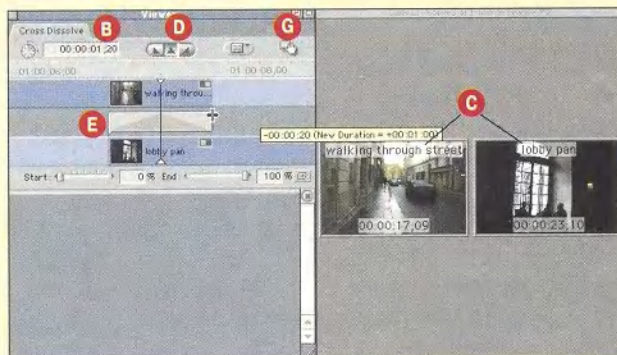 Viewer
Cross Dissolve
B
D
G
00:00:01;20
01:00:06;00
01:00:08;00
walking throu...
E
C
-00:00:20 (New Duration = +00:01:00)
lobby pan
walking through street
lobby pan
Start:
0 %
End
100 %
00:00:17;09
00:00:23;10